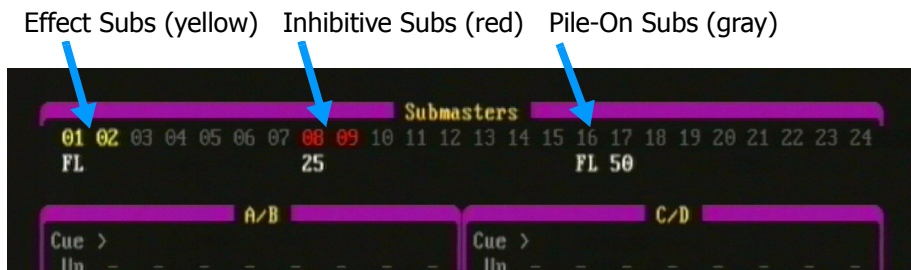 Effect Subs (yellow) Inhibitive Subs (red) Pile-On Subs (gray)
Submasters
01 02 03 04 05 06 07 08 09 10 11 12 13 14 15 16 17 18 19 20 21 22 23 24
FL 25 FL 50
A/B C/D
Cue > Cue >
Up - - - - - - - Up - - - - - - -